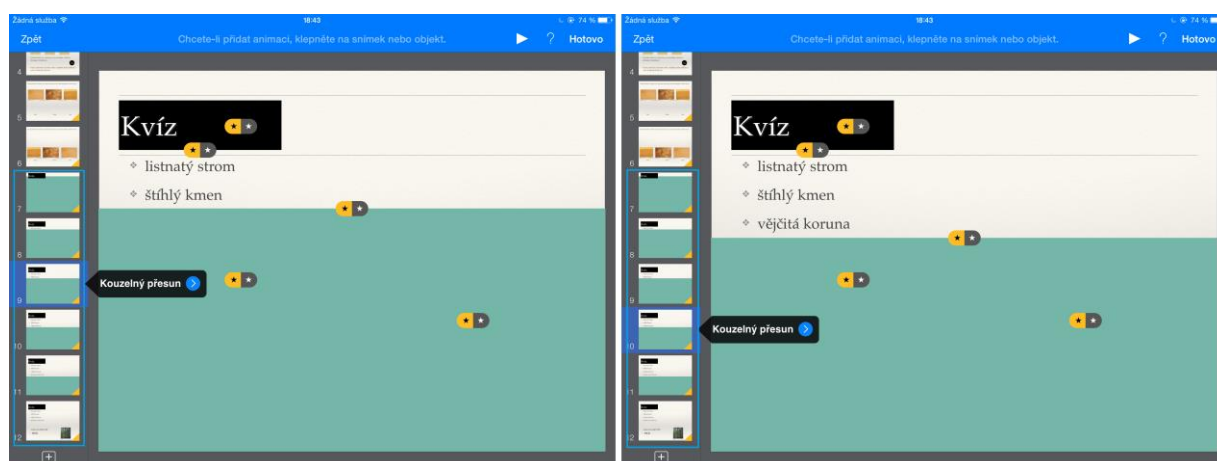 Žádná služba 18:43 74 %
Zpět Chcete-li přidat animaci, klepněte na snímek nebo objekt. ? Hotovo
4
5
6
7
8
9
10
11
12
Kvíz
listnatý strom
štíhlý kmen
Kouzelný přesun
Žádná služba 18:43 74 %
Zpět Chcete-li přidat animaci, klepněte na snímek nebo objekt. ? Hotovo
4
5
6
7
8
9
10
11
12
Kvíz
listnatý strom
štíhlý kmen
vějčitá koruna
Kouzelný přesun